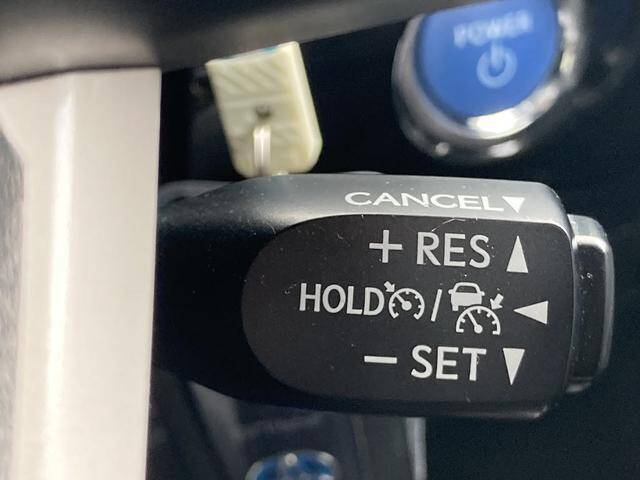 POWER
CANCEL▼
+ RES ▲
HOLD / ◀
− SET ▼